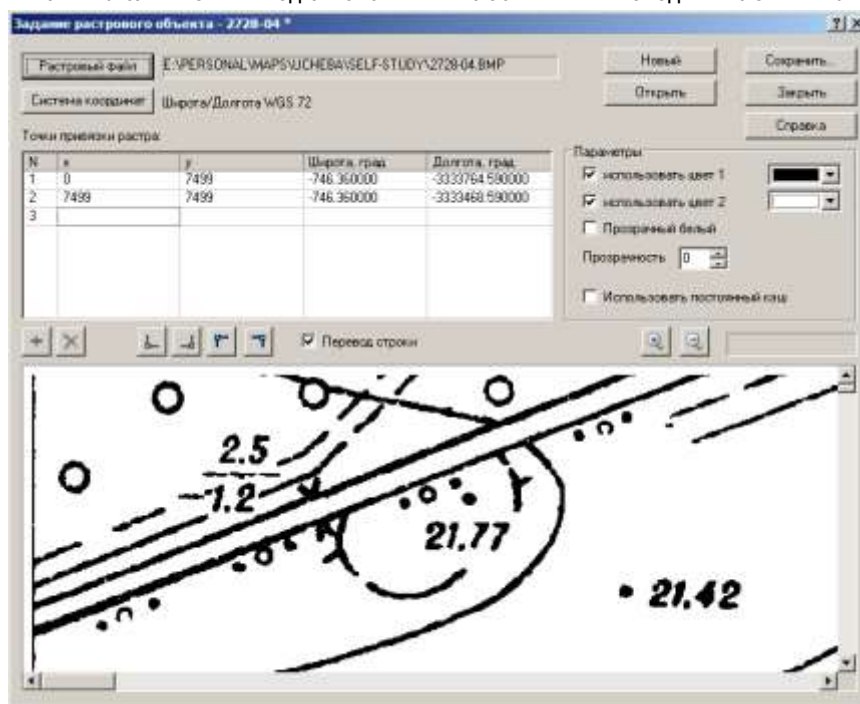 Задание растрового объекта - 2728-04 *
Растровый файл E:\PERSONAL\MAPS\UCHEBA\SELF-STUDY\2728-04.BMP
Новый Сохранить...
Система координат Широта/Долгота WGS 72
Открыть Закрыть
Справка
Точки привязки растра:
N x y Широта, град. Долгота, град.
1 0 7499 -746.360000 -3333764.590000
2 7499 7499 -746.360000 -3333468.590000
3
Параметры
использовать цвет 1
использовать цвет 2
Прозрачный белый
Прозрачность 0
Использовать постоянный кэш
Перевод строки
2.5
1.2
21.77
21.42